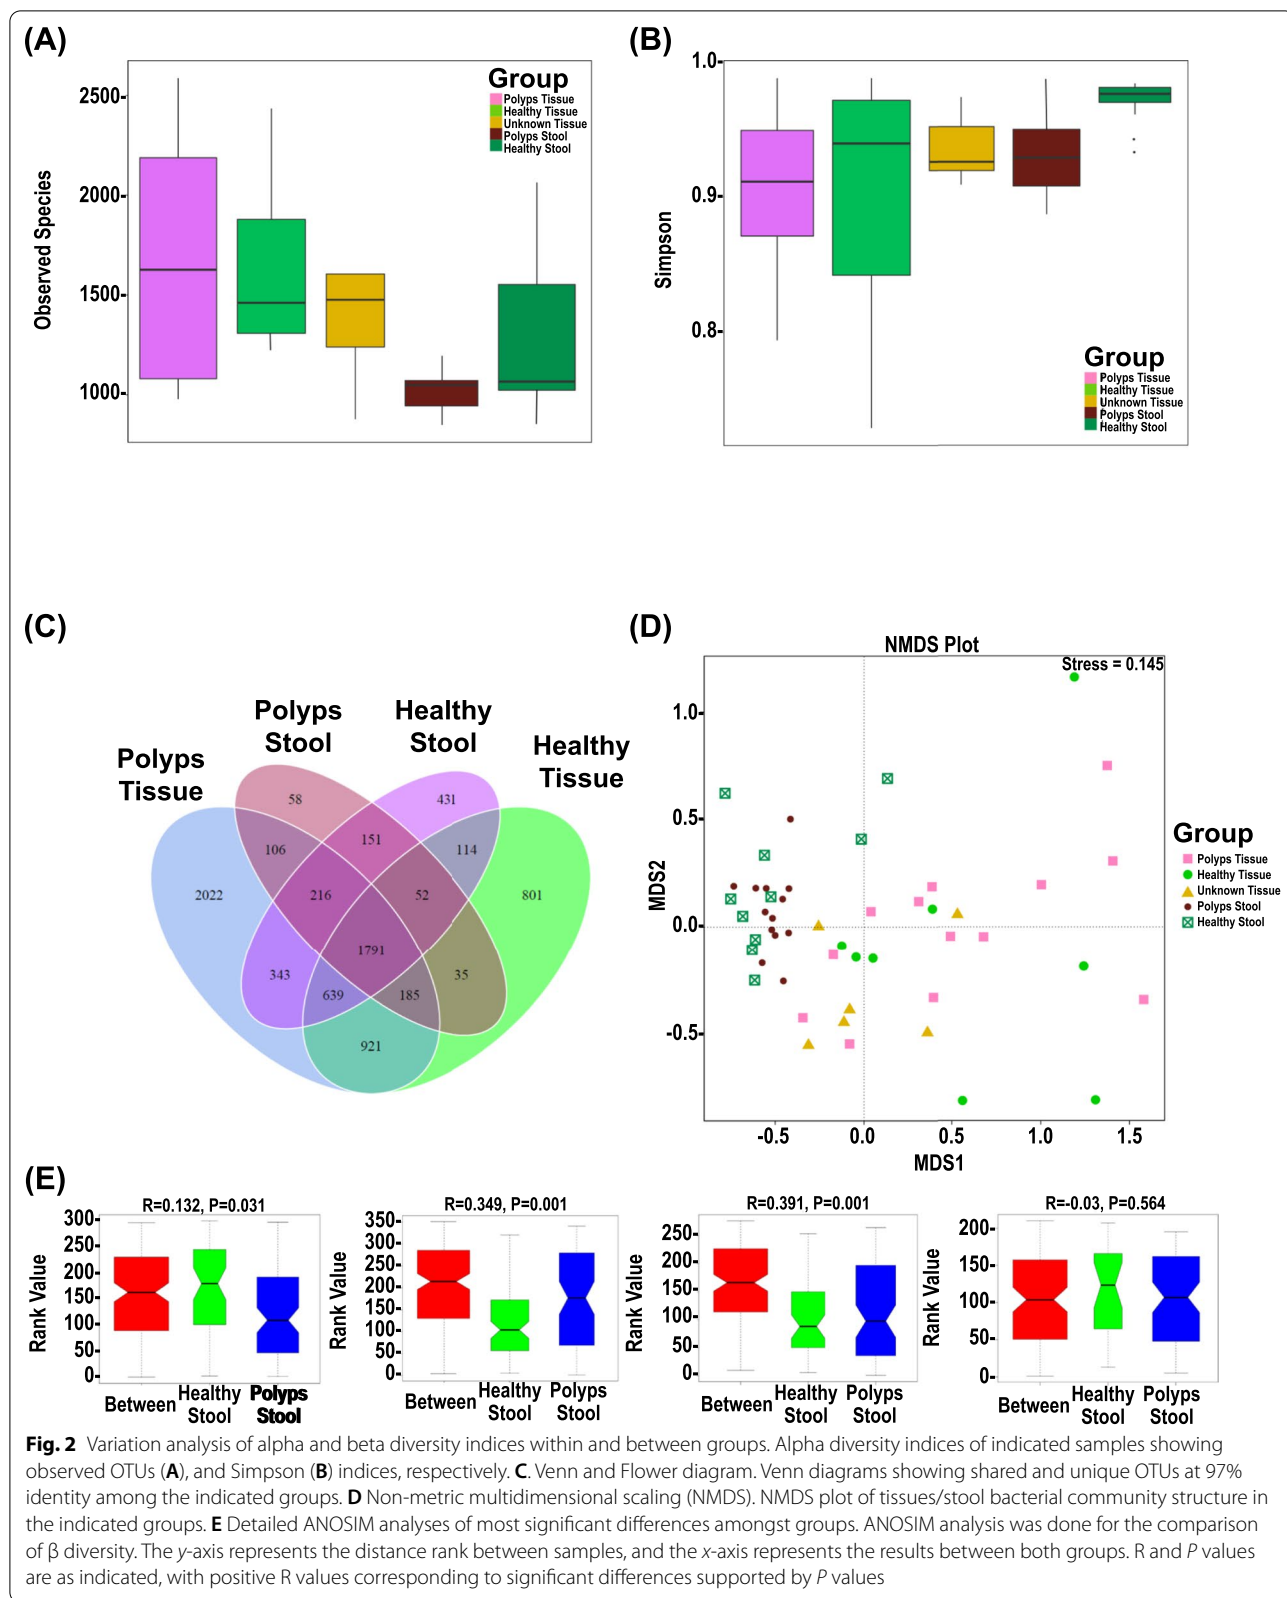 (A)
2500
2000
1500
1000
Observed Species
Group
Polyps Tissue
Healthy Tissue
Unknown Tissue
Polyps Stool
Healthy Stool
(B)
1.0
0.9
0.8
Simpson
Group
Polyps Tissue
Healthy Tissue
Unknown Tissue
Polyps Stool
Healthy Stool
(C)
Polyps
Tissue
Polyps
Stool
Healthy
Stool
Healthy
Tissue
58
431
151
106
114
2022
216
52
801
1791
343
35
639
185
921
(D)
NMDS Plot
Stress = 0.145
1.0
0.5
0.0
-0.5
MDS2
-0.5
0.0
0.5
1.0
1.5
MDS1
Group
Polyps Tissue
Healthy Tissue
Unknown Tissue
Polyps Stool
Healthy Stool
(E)
R=0.132, P=0.031
300
250
200
150
100
50
0
Rank Value
Between
Healthy
Stool
Polyps
Stool
R=0.349, P=0.001
350
300
250
200
150
100
50
0
Rank Value
Between
Healthy
Stool
Polyps
Stool
R=0.391, P=0.001
250
200
150
100
50
0
Rank Value
Between
Healthy
Stool
Polyps
Stool
R=-0.03, P=0.564
200
150
100
50
0
Rank Value
Between
Healthy
Stool
Polyps
Stool
Fig. 2 Variation analysis of alpha and beta diversity indices within and between groups. Alpha diversity indices of indicated samples showing
observed OTUs (A), and Simpson (B) indices, respectively. C. Venn and Flower diagram. Venn diagrams showing shared and unique OTUs at 97%
identity among the indicated groups. D Non-metric multidimensional scaling (NMDS). NMDS plot of tissues/stool bacterial community structure in
the indicated groups. E Detailed ANOSIM analyses of most significant differences amongst groups. ANOSIM analysis was done for the comparison
of β diversity. The y-axis represents the distance rank between samples, and the x-axis represents the results between both groups. R and P values
are as indicated, with positive R values corresponding to significant differences supported by P values